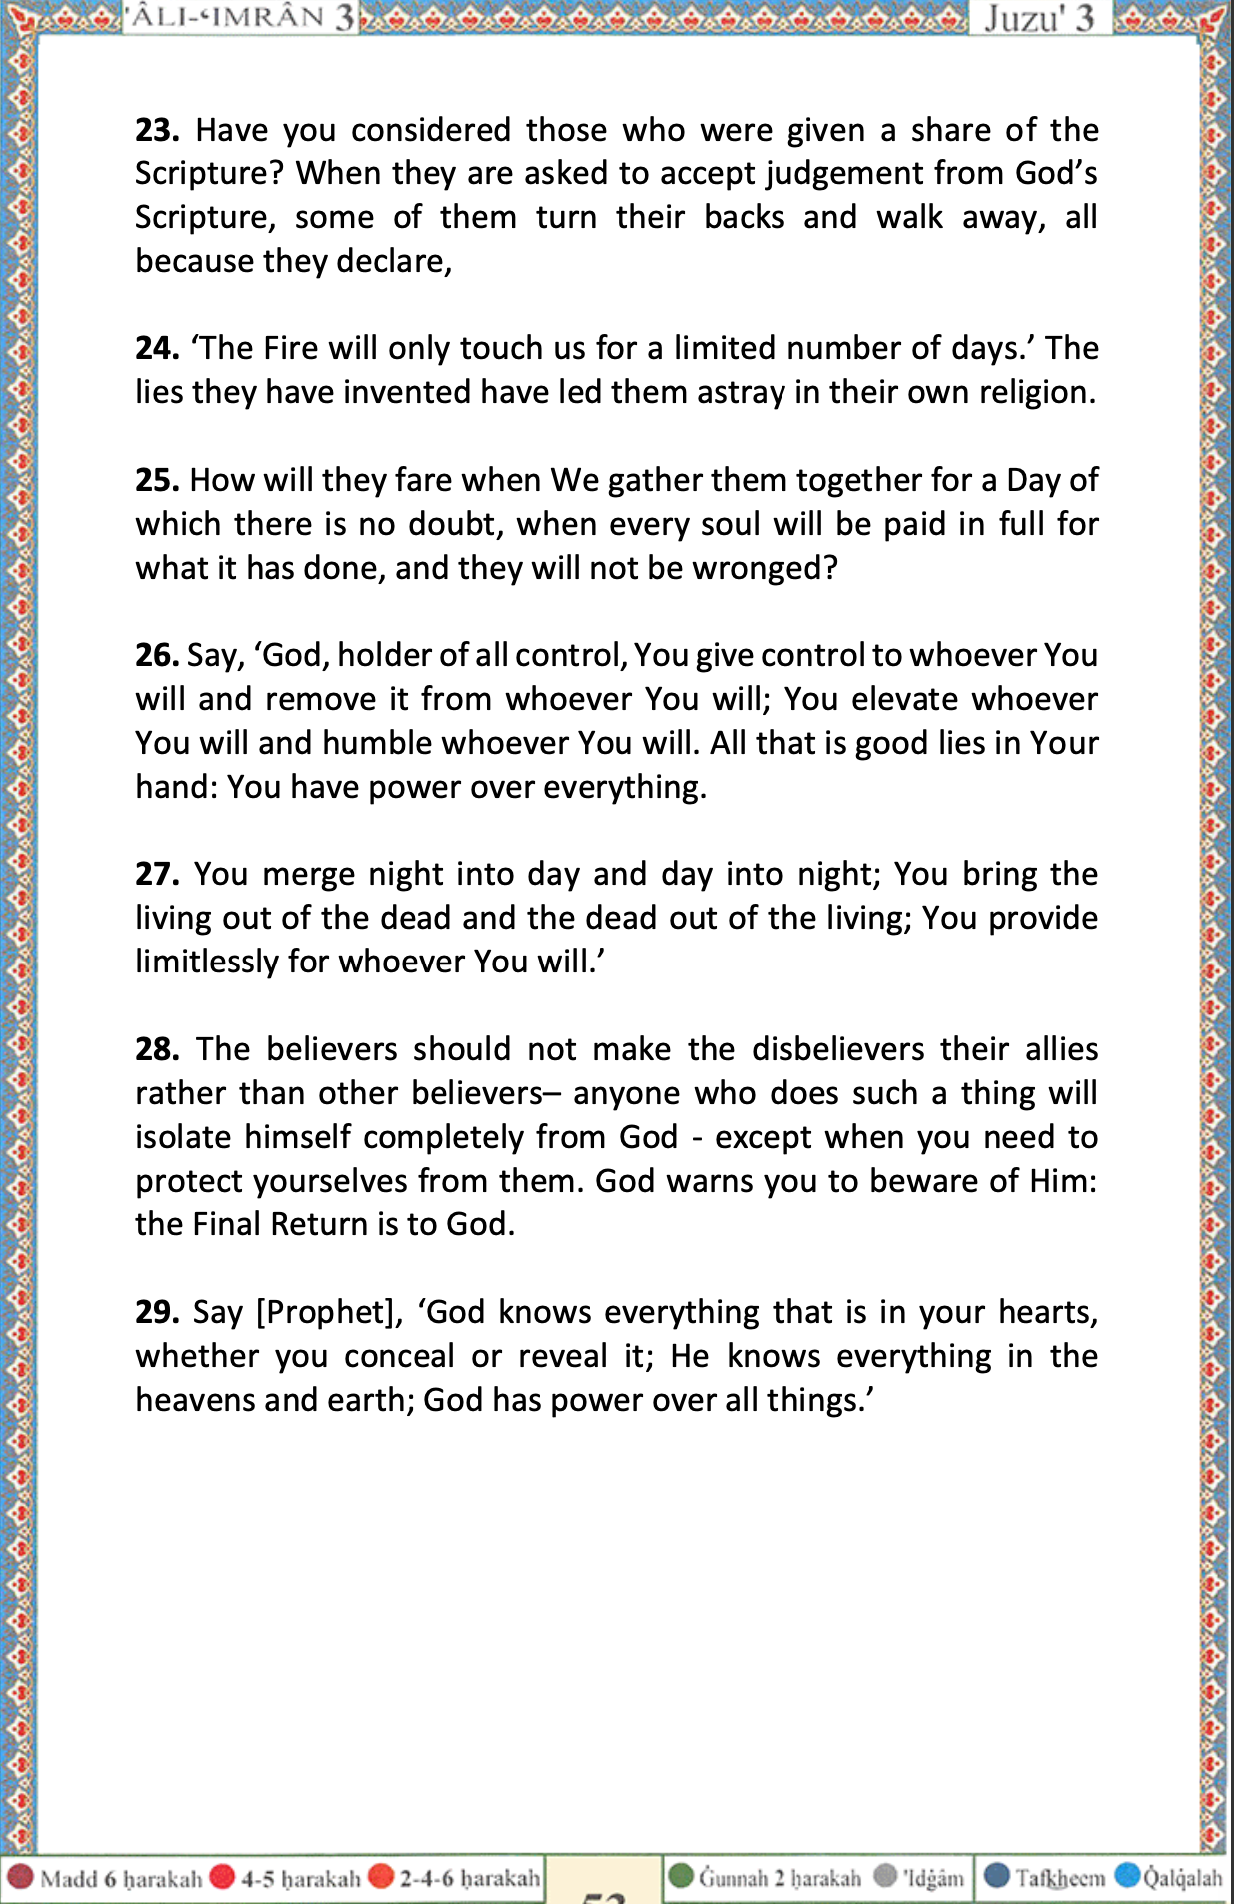 'ÂLI-‘IMRÂN 3
Juzu' 3
23. Have you considered those who were given a share of the
Scripture? When they are asked to accept judgement from God’s
Scripture, some of them turn their backs and walk away, all
because they declare,
24. ‘The Fire will only touch us for a limited number of days.’ The
lies they have invented have led them astray in their own religion.
25. How will they fare when We gather them together for a Day of
which there is no doubt, when every soul will be paid in full for
what it has done, and they will not be wronged?
26. Say, ‘God, holder of all control, You give control to whoever You
will and remove it from whoever You will; You elevate whoever
You will and humble whoever You will. All that is good lies in Your
hand: You have power over everything.
27. You merge night into day and day into night; You bring the
living out of the dead and the dead out of the living; You provide
limitlessly for whoever You will.’
28. The believers should not make the disbelievers their allies
rather than other believers– anyone who does such a thing will
isolate himself completely from God - except when you need to
protect yourselves from them. God warns you to beware of Him:
the Final Return is to God.
29. Say [Prophet], ‘God knows everything that is in your hearts,
whether you conceal or reveal it; He knows everything in the
heavens and earth; God has power over all things.’
Madd 6 ḥarakah 4-5 ḥarakah 2-4-6 ḥarakah
Ġunnah 2 ḥarakah 'Idġâm Tafkheem Q̇alq̇alah